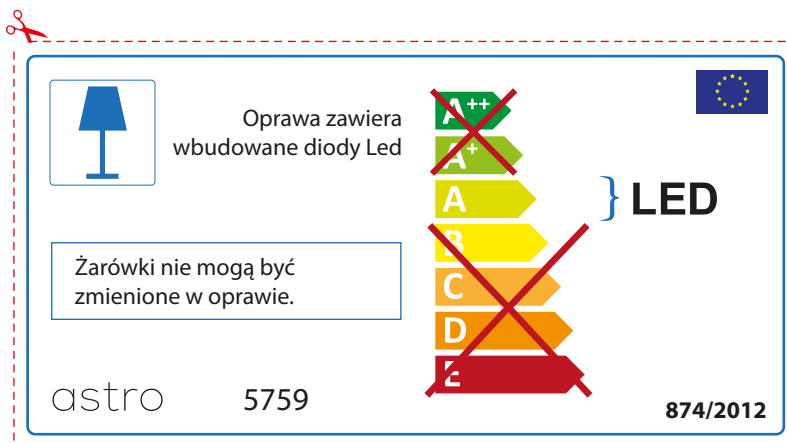 Oprawa zawiera
wbudowane diody Led
A++
A+
A
B
C
D
E
LED
Żarówki nie mogą być
zmienione w oprawie.
astro
5759
874/2012